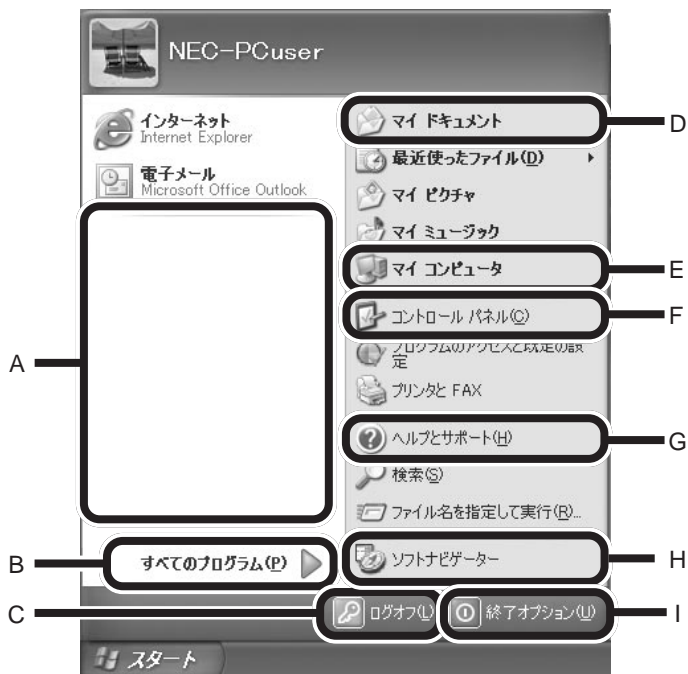 NEC-PCuser
インターネット
Internet Explorer
電子メール
Microsoft Office Outlook
マイ ドキュメント
D
最近使ったファイル(D)
マイ ピクチャ
マイ ミュージック
マイ コンピュータ
E
コントロール パネル(C)
F
プログラムのアクセスと既定の設
定
プリンタと FAX
A
ヘルプとサポート(H)
G
検索(S)
ファイル名を指定して実行(R)...
B
すべてのプログラム(P)
ソフトナビゲーター
H
C
ログオフ(L)
終了オプション(U)
I
スタート